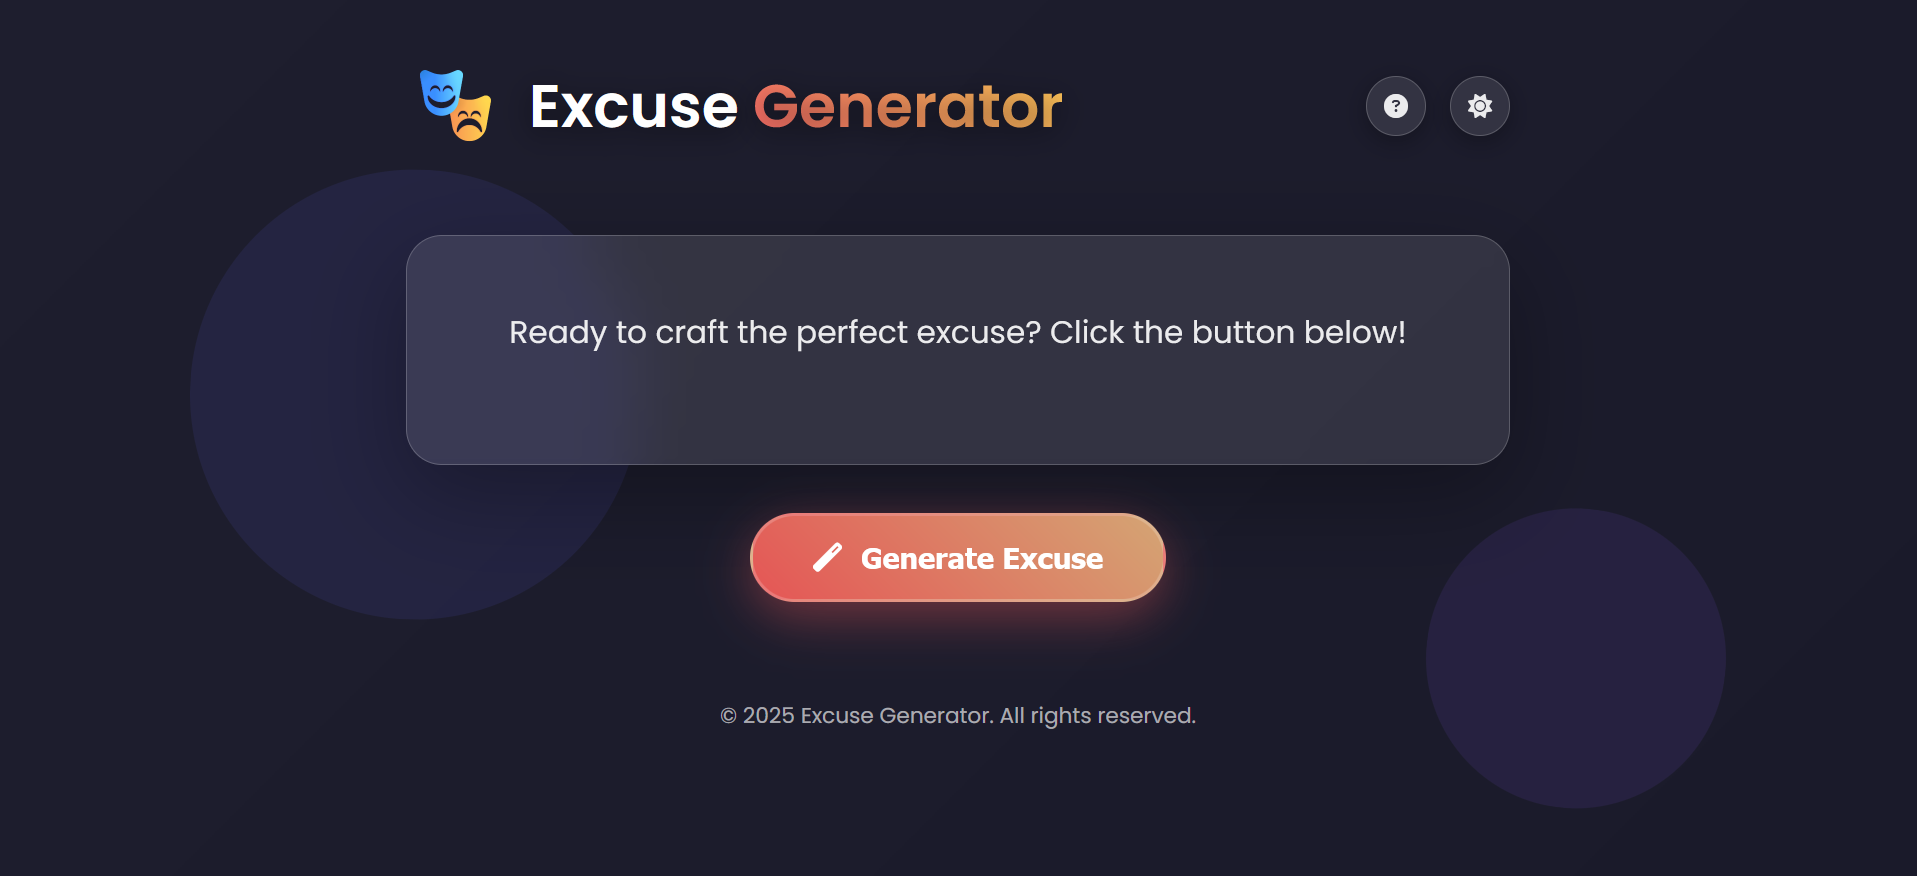 Excuse Generator
?
Ready to craft the perfect excuse? Click the button below!
Generate Excuse
© 2025 Excuse Generator. All rights reserved.